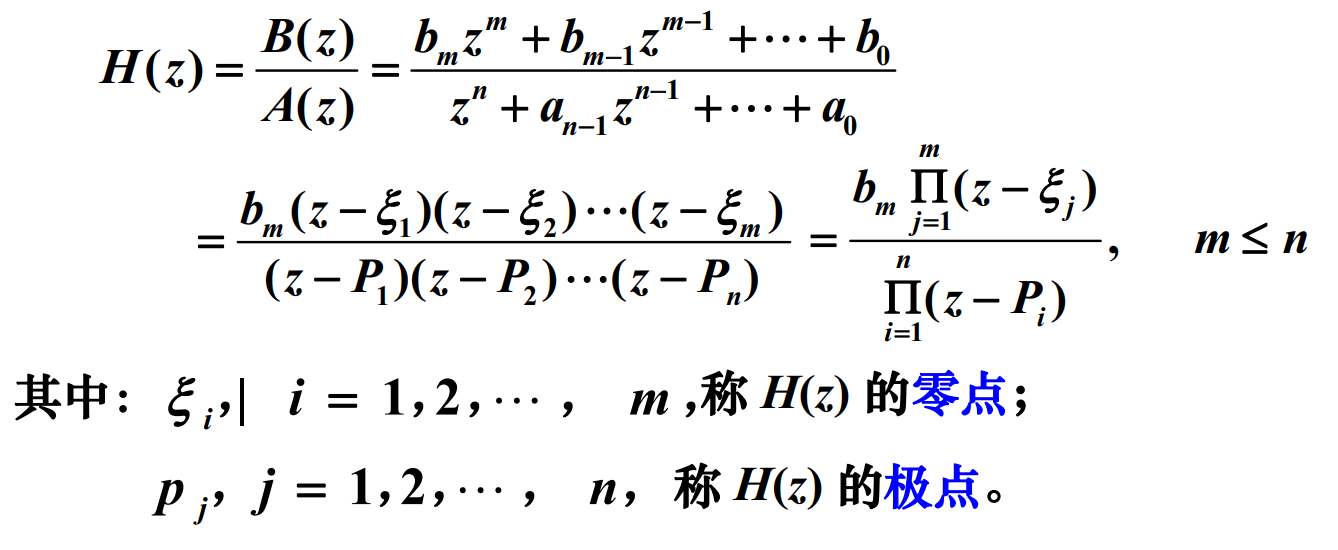 H(z) = B(z)/A(z) = (b_m z^m + b_{m-1} z^{m-1} + ⋯ + b_0)/(z^n + a_{n-1} z^{n-1} + ⋯ + a_0)
= b_m (z − ξ_1)(z − ξ_2)⋯(z − ξ_m)/((z − P_1)(z − P_2)⋯(z − P_n)) = b_m ∏_{j=1}^{m} (z − ξ_j)/∏_{i=1}^{n} (z − P_i), m ≤ n
其中: ξ_i,| i = 1,2,⋯, m,称 H(z) 的零点;
p_j, j = 1,2,⋯, n, 称 H(z) 的极点。